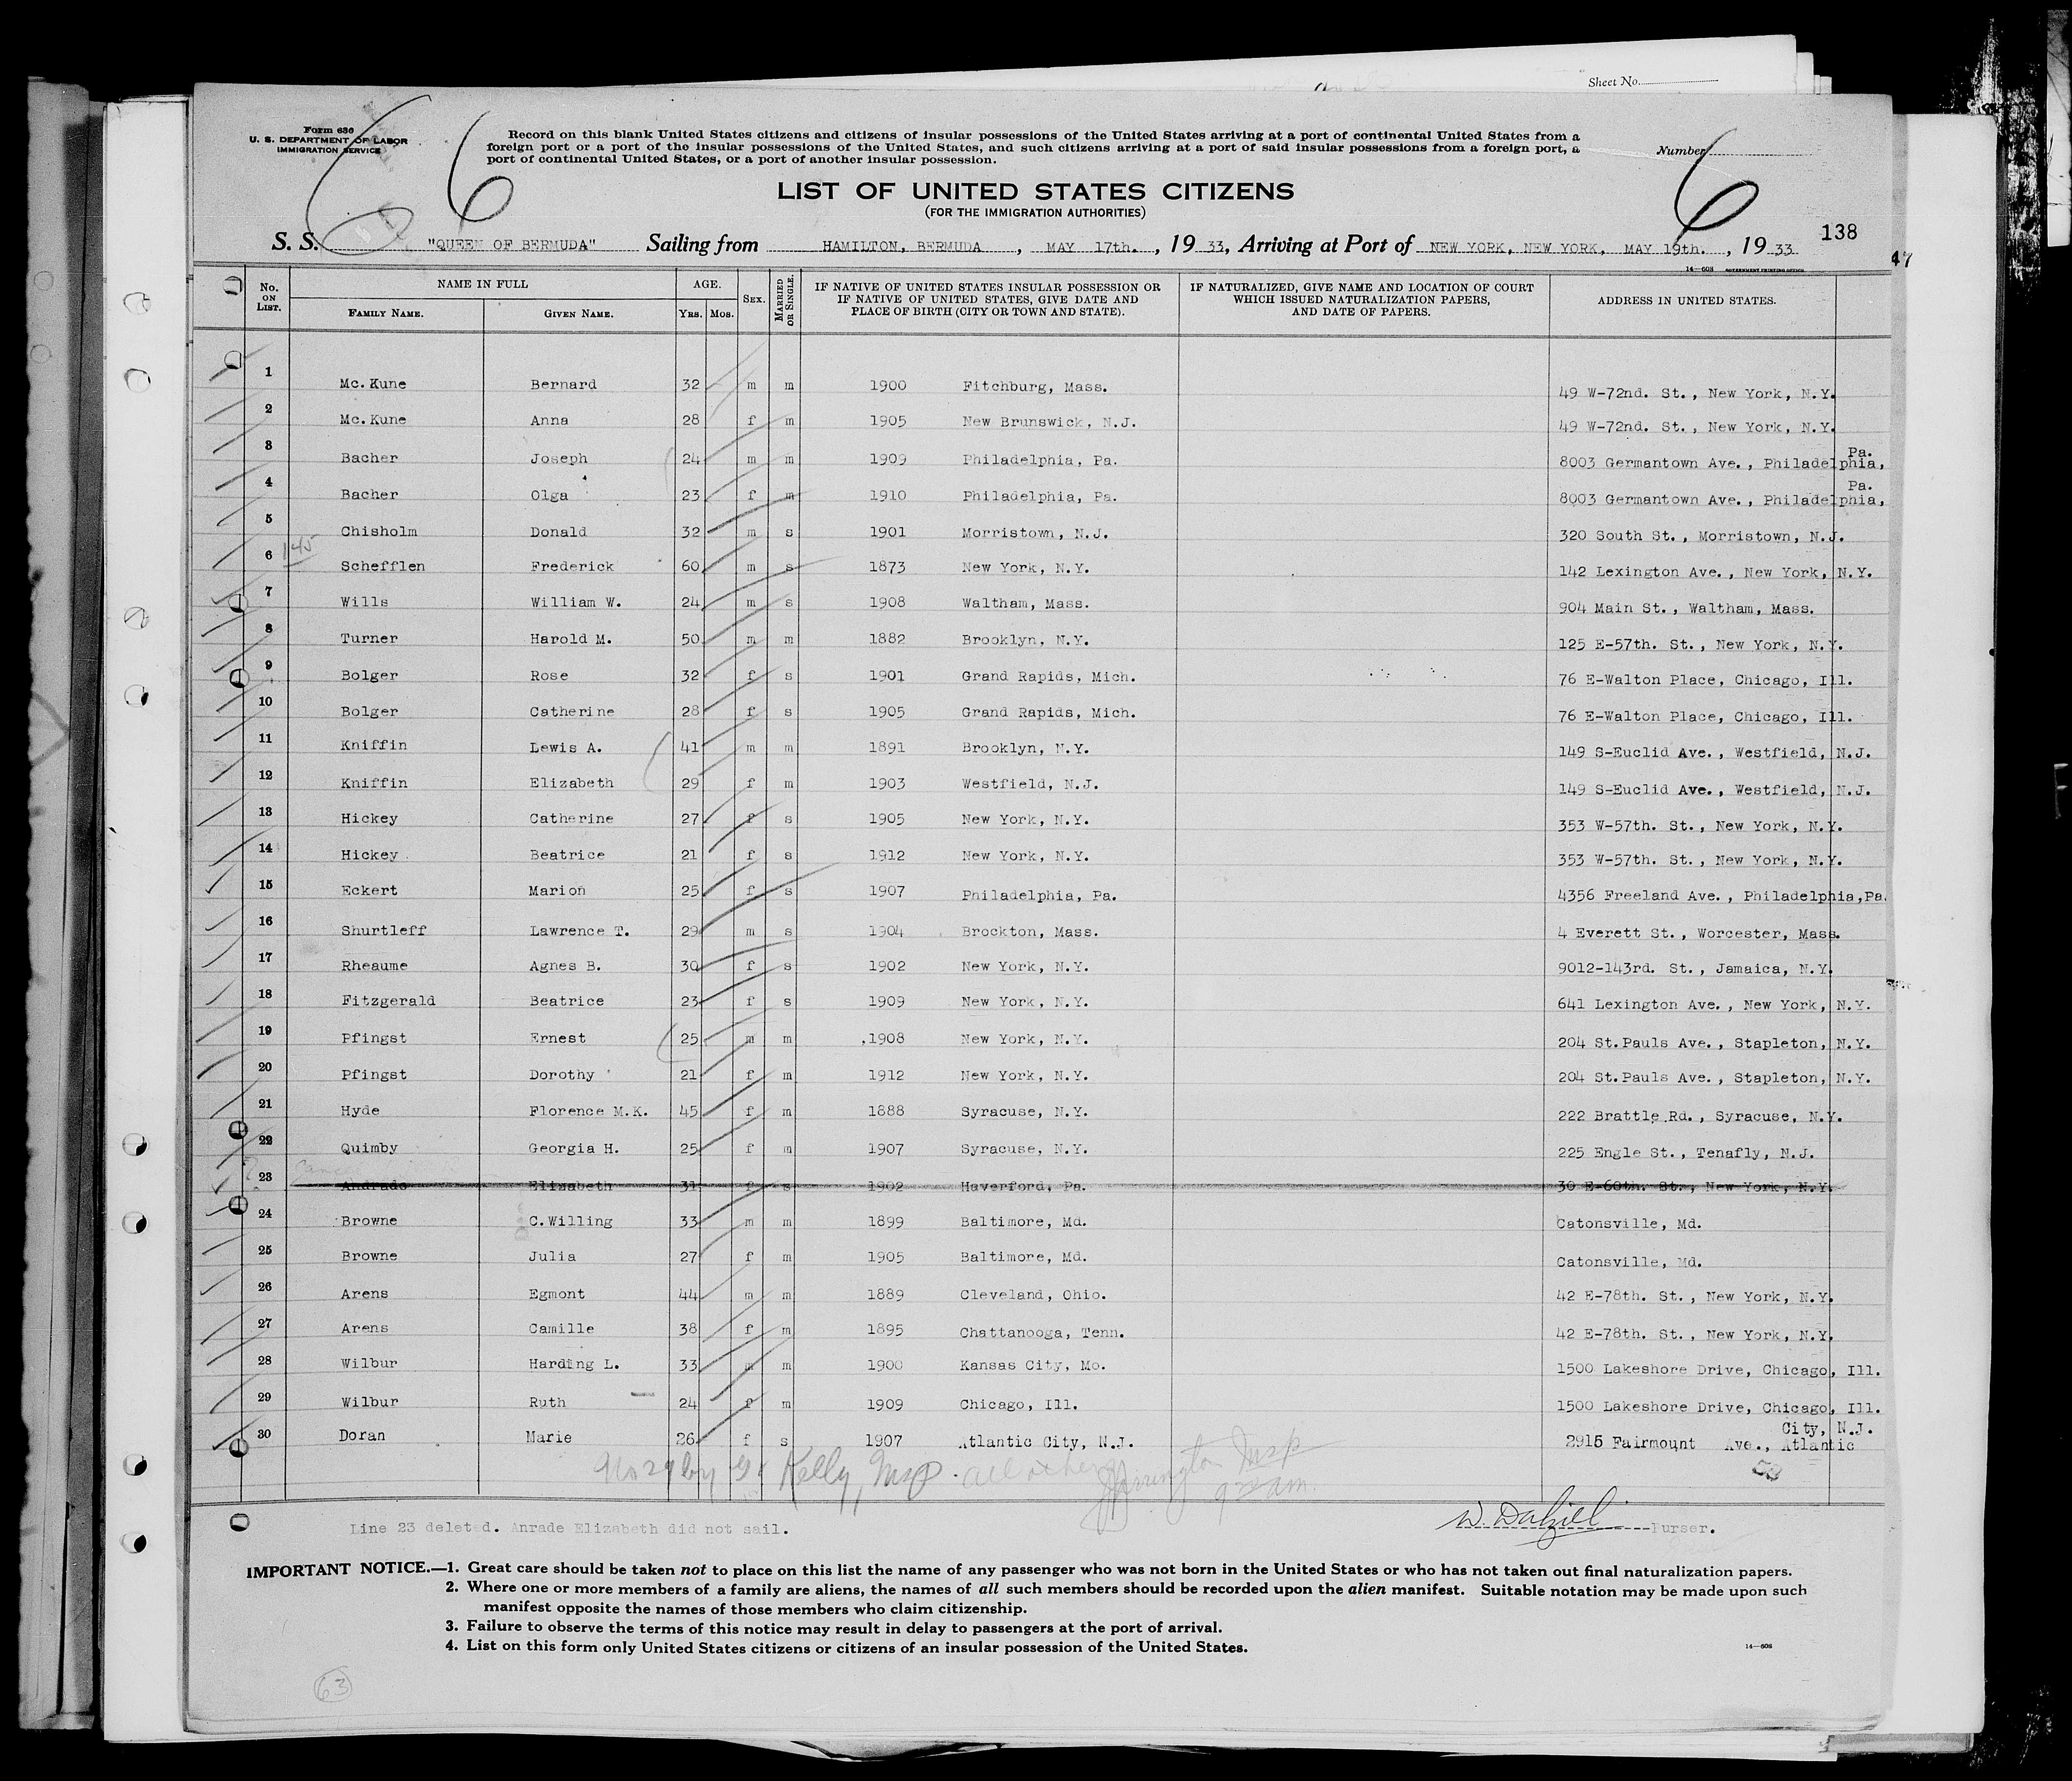 Sheet No.
Form 630
U. S. DEPARTMENT OF LABOR
IMMIGRATION SERVICE
6 6
Record on this blank United States citizens and citizens of insular possessions of the United States arriving at a port of continental United States from a
foreign port or a port of the insular possessions of the United States, and such citizens arriving at a port of said insular possessions from a foreign port, a
port of continental United States, or a port of another insular possession.
Number 6
LIST OF UNITED STATES CITIZENS
(FOR THE IMMIGRATION AUTHORITIES)
138
S. S. "QUEEN OF BERMUDA" Sailing from HAMILTON, BERMUDA , MAY 17th. , 19 33, Arriving at Port of NEW YORK, NEW YORK, MAY 19th. , 19 33
14—608 GOVERNMENT PRINTING OFFICE
47
No. ON LIST. NAME IN FULL FAMILY NAME. GIVEN NAME. AGE. YRS. MOS. SEX. MARRIED OR SINGLE. IF NATIVE OF UNITED STATES INSULAR POSSESSION OR IF NATIVE OF UNITED STATES, GIVE DATE AND PLACE OF BIRTH (CITY OR TOWN AND STATE). IF NATURALIZED, GIVE NAME AND LOCATION OF COURT WHICH ISSUED NATURALIZATION PAPERS, AND DATE OF PAPERS. ADDRESS IN UNITED STATES.
1 Mc.Kune Bernard 32 m m 1900 Fitchburg, Mass. 49 W-72nd. St., New York, N.Y.
2 Mc.Kune Anna 28 f m 1905 New Brunswick, N.J. 49 W-72nd. St., New York, N.Y.
3 Bacher Joseph 24 m m 1909 Philadelphia, Pa. 8003 Germantown Ave., Philadelphia, Pa.
4 Bacher Olga 23 f m 1910 Philadelphia, Pa. 8003 Germantown Ave., Philadelphia, Pa.
5 Chisholm Donald 32 m s 1901 Morristown, N.J. 320 South St., Morristown, N.J.
6 145 Schefflen Frederick 60 m s 1873 New York, N.Y. 142 Lexington Ave., New York, N.Y.
7 Wills William W. 24 m s 1908 Waltham, Mass. 904 Main St., Waltham, Mass.
8 Turner Harold M. 50 m m 1882 Brooklyn, N.Y. 125 E-57th. St., New York, N.Y.
9 Bolger Rose 32 f s 1901 Grand Rapids, Mich. 76 E-Walton Place, Chicago, Ill.
10 Bolger Catherine 28 f s 1905 Grand Rapids, Mich. 76 E-Walton Place, Chicago, Ill.
11 Kniffin Lewis A. 41 m m 1891 Brooklyn, N.Y. 149 S-Euclid Ave., Westfield, N.J.
12 Kniffin Elizabeth 29 f m 1903 Westfield, N.J. 149 S-Euclid Ave., Westfield, N.J.
13 Hickey Catherine 27 f s 1905 New York, N.Y. 353 W-57th. St., New York, N.Y.
14 Hickey Beatrice 21 f s 1912 New York, N.Y. 353 W-57th. St., New York, N.Y.
15 Eckert Marion 25 f s 1907 Philadelphia, Pa. 4356 Freeland Ave., Philadelphia,Pa.
16 Shurtleff Lawrence T. 29 m s 1904 Brockton, Mass. 4 Everett St., Worcester, Mass.
17 Rheaume Agnes B. 30 f s 1902 New York, N.Y. 9012-143rd. St., Jamaica, N.Y.
18 Fitzgerald Beatrice 23 f s 1909 New York, N.Y. 641 Lexington Ave., New York, N.Y.
19 Pfingst Ernest 25 m m 1908 New York, N.Y. 204 St.Pauls Ave., Stapleton, N.Y.
20 Pfingst Dorothy 21 f m 1912 New York, N.Y. 204 St.Pauls Ave., Stapleton, N.Y.
21 Hyde Florence M.K. 45 f m 1888 Syracuse, N.Y. 222 Brattle Rd., Syracuse, N.Y.
22 Quimby Georgia H. 25 f m 1907 Syracuse, N.Y. 225 Engle St., Tenafly, N.J.
23 Andrade Elizabeth 31 f s 1902 Haverford, Pa. 30 E-60th. St., New York, N.Y.
24 Browne C.Willing 33 m m 1899 Baltimore, Md. Catonsville, Md.
25 Browne Julia 27 f m 1905 Baltimore, Md. Catonsville, Md.
26 Arens Egmont 44 m m 1889 Cleveland, Ohio. 42 E-78th. St., New York, N.Y.
27 Arens Camille 38 f m 1895 Chattanooga, Tenn. 42 E-78th. St., New York, N.Y.
28 Wilbur Harding L. 33 m m 1900 Kansas City, Mo. 1500 Lakeshore Drive, Chicago, Ill.
29 Wilbur Ruth 24 f m 1909 Chicago, Ill. 1500 Lakeshore Drive, Chicago, Ill.
30 Doran Marie 26 f s 1907 Atlantic City, N.J. 2915 Fairmount Ave., Atlantic City, N.J.
No 29 by Kelly, Insp. all others Insp
Line 23 deleted. Anrade Elizabeth did not sail.
W. Dalziel Purser.
IMPORTANT NOTICE.—1. Great care should be taken not to place on this list the name of any passenger who was not born in the United States or who has not taken out final naturalization papers.
2. Where one or more members of a family are aliens, the names of all such members should be recorded upon the alien manifest. Suitable notation may be made upon such
manifest opposite the names of those members who claim citizenship.
3. Failure to observe the terms of this notice may result in delay to passengers at the port of arrival.
4. List on this form only United States citizens or citizens of an insular possession of the United States.
14—608
63